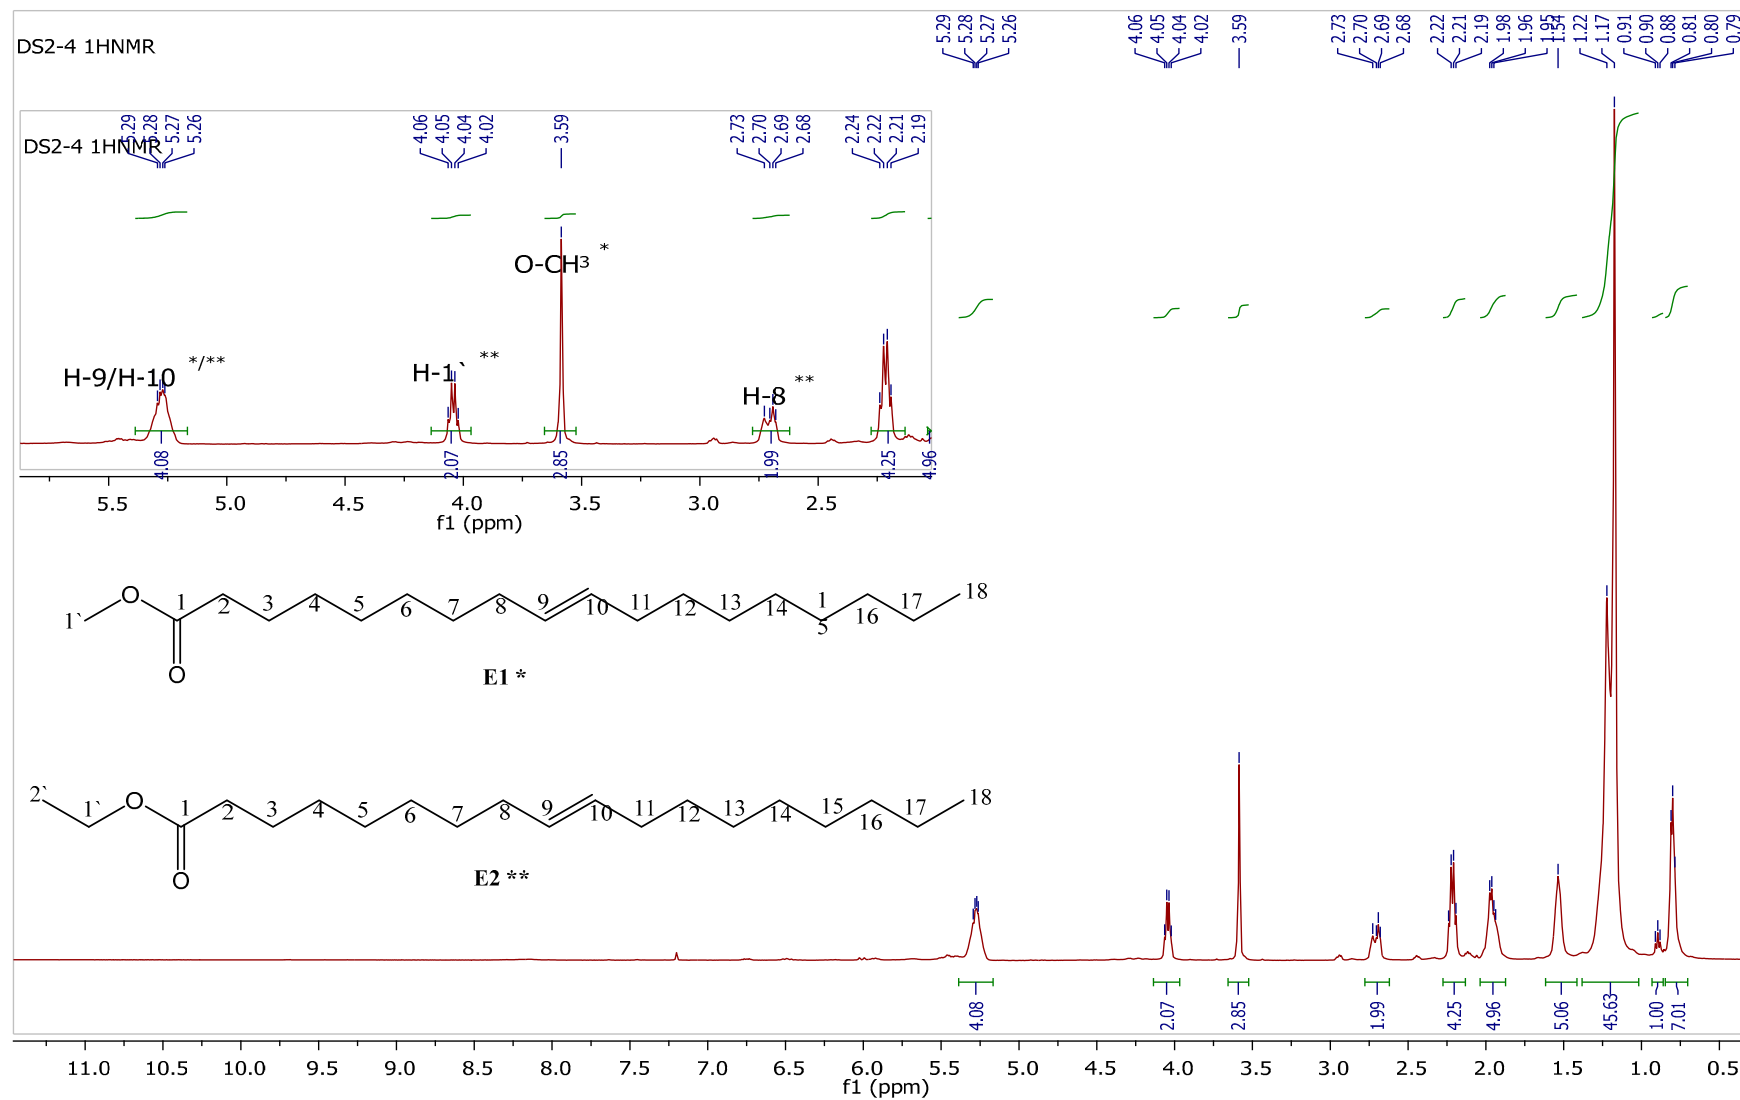 DS2-4 1HNMR
5.29 5.28 5.27 5.26 4.06 4.05 4.04 4.02 3.59 2.73 2.70 2.69 2.68 2.22 2.21 2.19 1.98 1.96 1.95 1.54 1.22 1.17 0.91 0.90 0.88 0.81 0.80 0.79
DS2-4 1HNMR
5.29 5.28 5.27 5.26 4.06 4.05 4.04 4.02 3.59 2.73 2.70 2.69 2.68 2.24 2.22 2.21 2.19
O-CH3 *
H-9/H-10 */**
H-1` **
H-8 **
4.08 2.07 2.85 1.99 4.25 4.96
5.5 5.0 4.5 4.0 3.5 3.0 2.5
f1 (ppm)
1` O 1 2 3 4 5 6 7 8 9 10 11 12 13 14 15 16 17 18
O
E1 *
2` 1` O 1 2 3 4 5 6 7 8 9 10 11 12 13 14 15 16 17 18
O
E2 **
4.08 2.07 2.85 1.99 4.25 4.96 5.06 45.63 1.00 7.01
11.0 10.5 10.0 9.5 9.0 8.5 8.0 7.5 7.0 6.5 6.0 5.5 5.0 4.5 4.0 3.5 3.0 2.5 2.0 1.5 1.0 0.5
f1 (ppm)